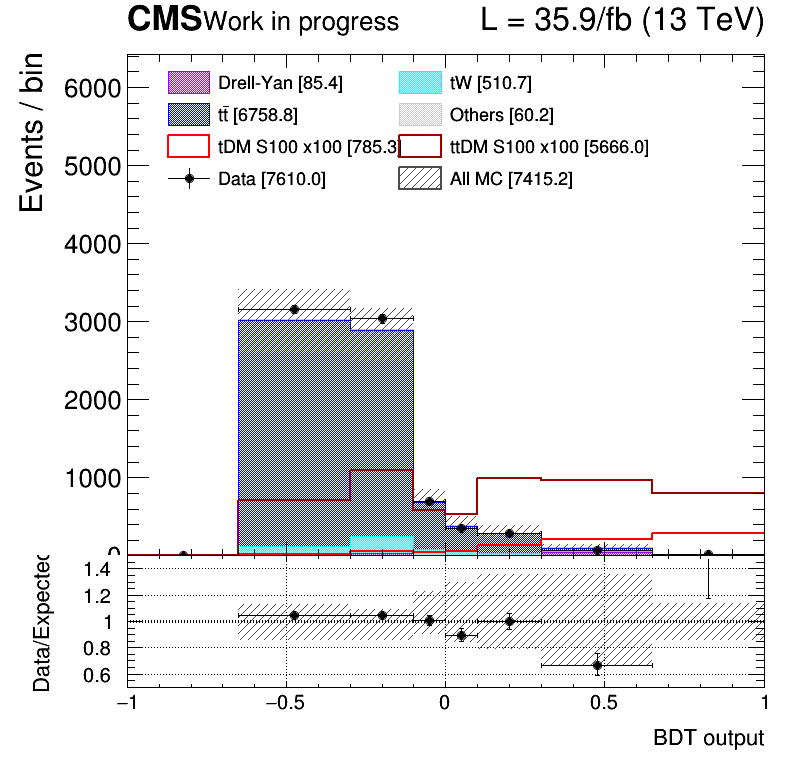 CMS Work in progress L = 35.9/fb (13 TeV)
Events / bin
6000
5000
4000
3000
2000
1000
0
Drell-Yan [85.4] tW [510.7]
tt̄ [6758.8] Others [60.2]
tDM S100 x100 [785.3] ttDM S100 x100 [5666.0]
Data [7610.0] All MC [7415.2]
Data/Expected
1.4
1.2
1
0.8
0.6
−1 −0.5 0 0.5 1
BDT output